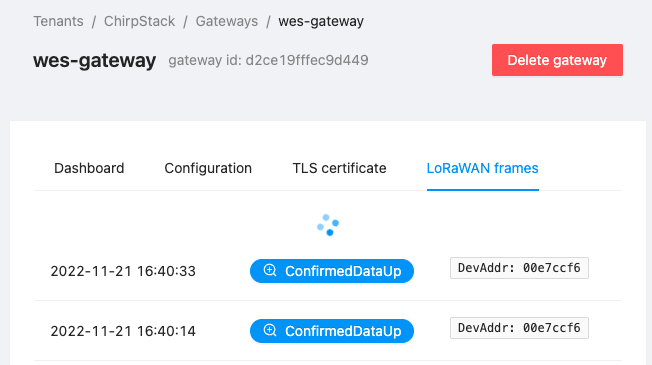 Tenants / ChirpStack / Gateways / wes-gateway
wes-gateway gateway id: d2ce19fffec9d449 Delete gateway
Dashboard Configuration TLS certificate LoRaWAN frames
2022-11-21 16:40:33 ConfirmedDataUp DevAddr: 00e7ccf6
2022-11-21 16:40:14 ConfirmedDataUp DevAddr: 00e7ccf6